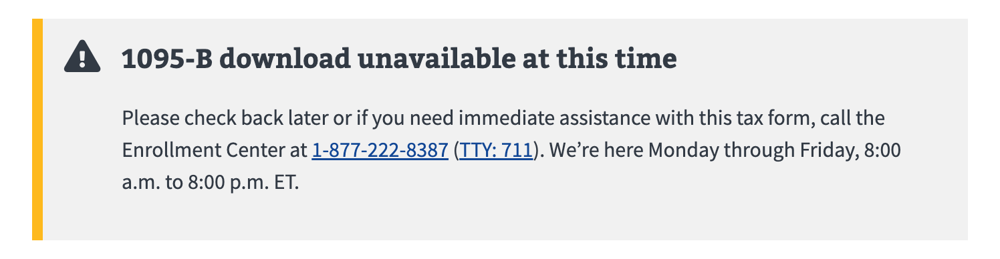 1095-B download unavailable at this time
Please check back later or if you need immediate assistance with this tax form, call the
Enrollment Center at 1-877-222-8387 (TTY: 711). We’re here Monday through Friday, 8:00
a.m. to 8:00 p.m. ET.